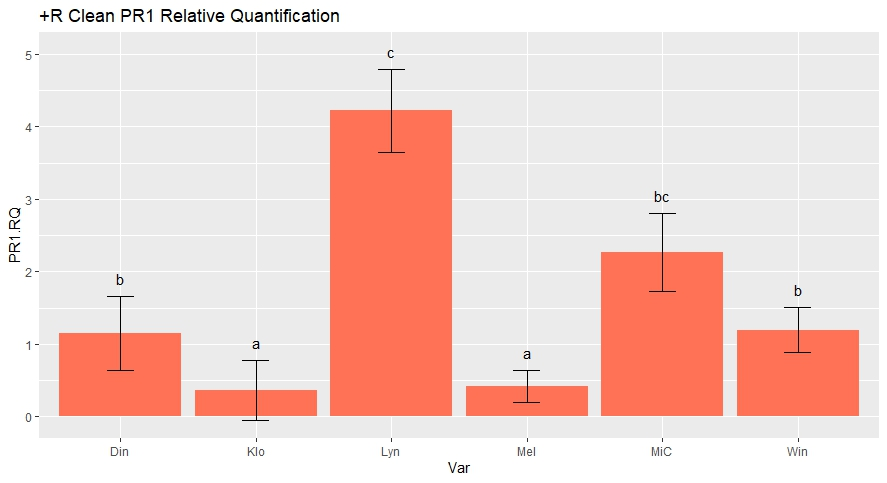 +R Clean PR1 Relative Quantification
PR1.RQ
5
4
3
2
1
0
b
a
c
a
bc
b
Din
Klo
Lyn
Mel
MiC
Win
Var